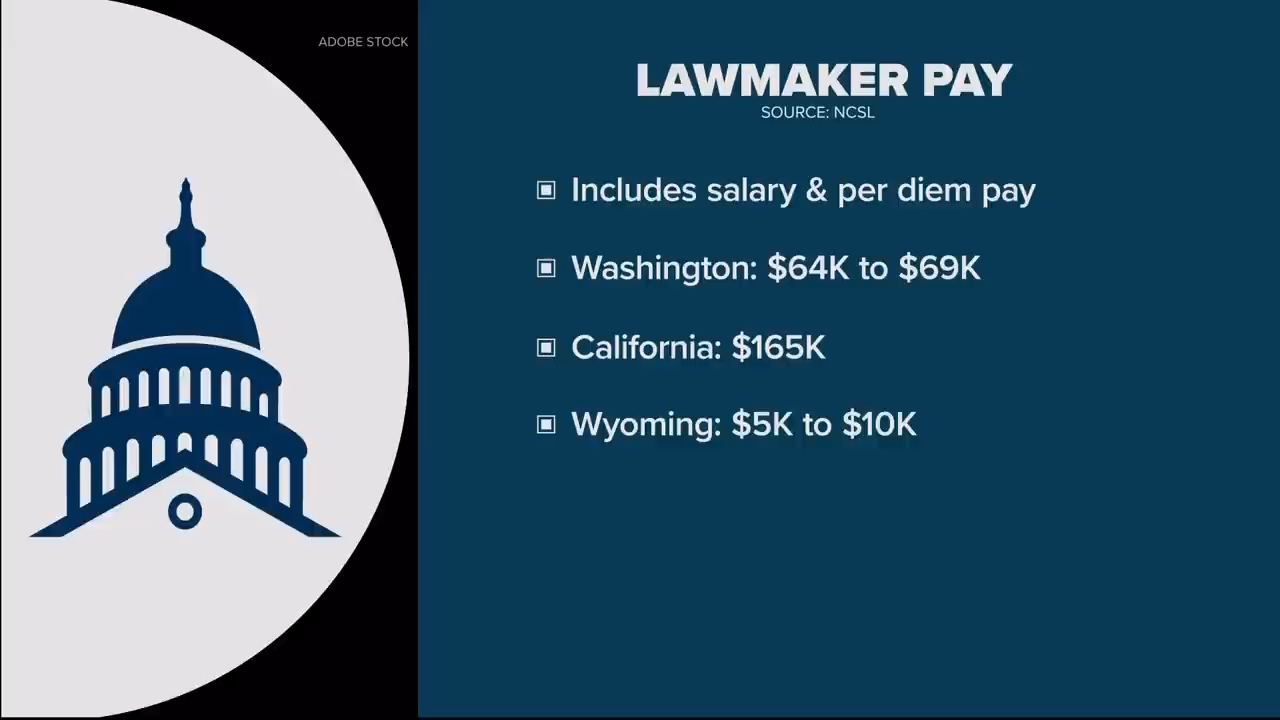 ADOBE STOCK
LAWMAKER PAY
SOURCE: NCSL
Includes salary & per diem pay
Washington: $64K to $69K
California: $165K
Wyoming: $5K to $10K